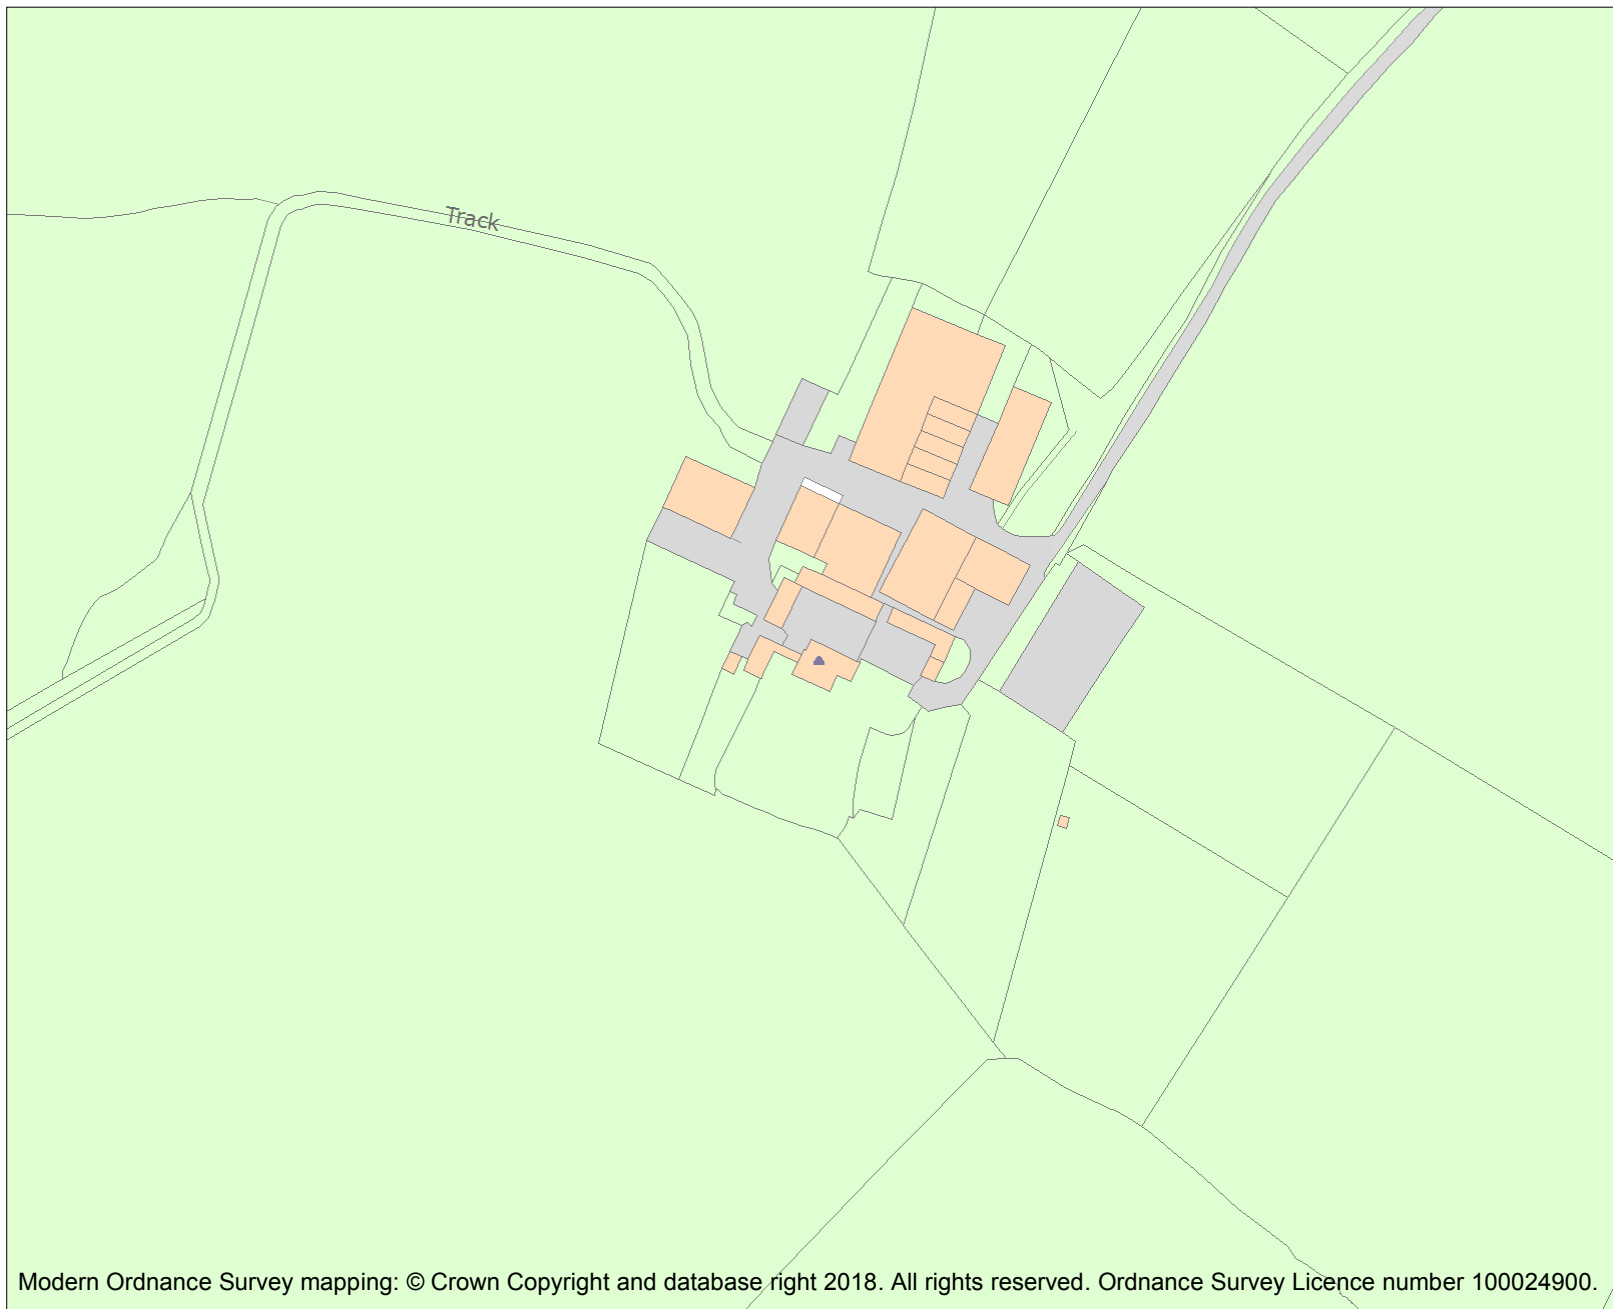 Track
Modern Ordnance Survey mapping: © Crown Copyright and database right 2018. All rights reserved. Ordnance Survey Licence number 100024900.